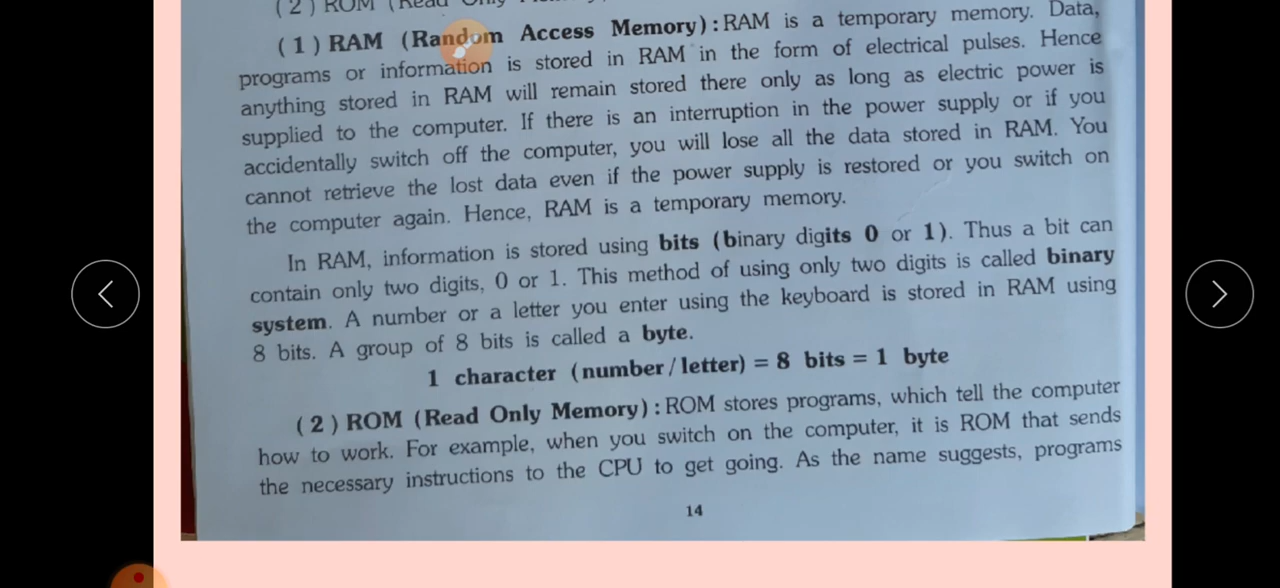 ( 2 ) ROM (Read Only Memory)
( 1 ) RAM (Random Access Memory) : RAM is a temporary memory. Data,
programs or information is stored in RAM in the form of electrical pulses. Hence
anything stored in RAM will remain stored there only as long as electric power is
supplied to the computer. If there is an interruption in the power supply or if you
accidentally switch off the computer, you will lose all the data stored in RAM. You
cannot retrieve the lost data even if the power supply is restored or you switch on
the computer again. Hence, RAM is a temporary memory.
In RAM, information is stored using bits (binary digits 0 or 1). Thus a bit can
contain only two digits, 0 or 1. This method of using only two digits is called binary
system. A number or a letter you enter using the keyboard is stored in RAM using
8 bits. A group of 8 bits is called a byte.
1 character (number / letter) = 8 bits = 1 byte
( 2 ) ROM (Read Only Memory) : ROM stores programs, which tell the computer
how to work. For example, when you switch on the computer, it is ROM that sends
the necessary instructions to the CPU to get going. As the name suggests, programs
14